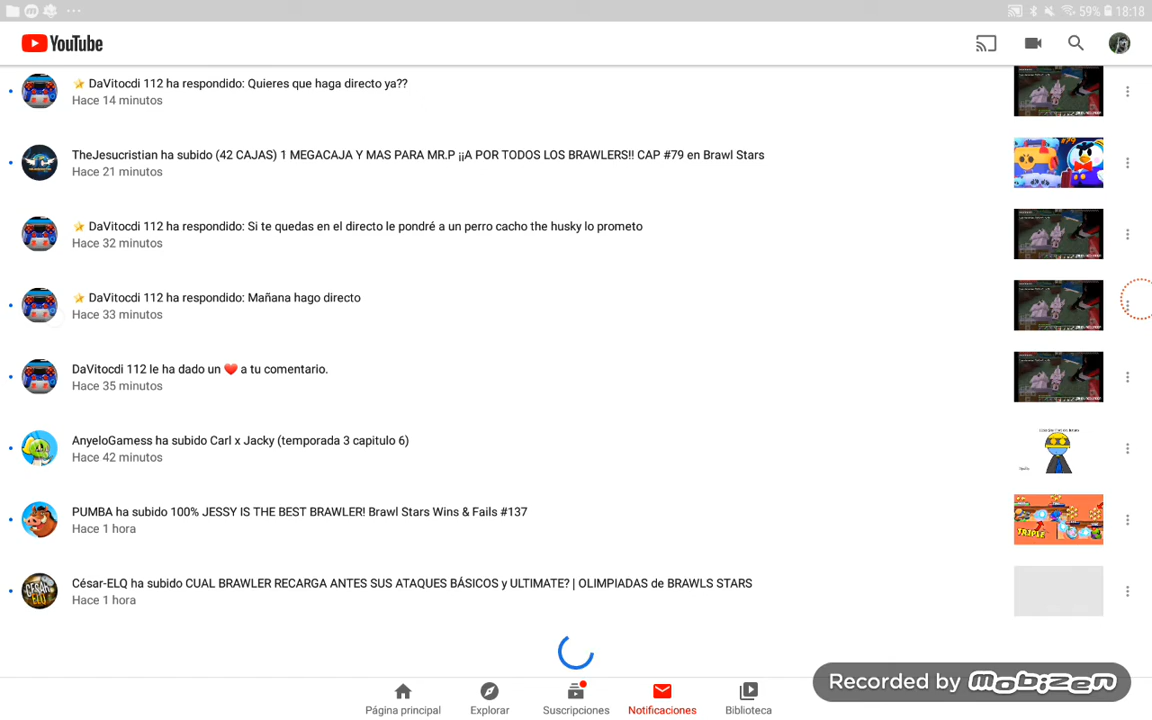 59% 18:18
YouTube
⭐ DaVitocdi 112 ha respondido: Quieres que haga directo ya??
Hace 14 minutos
TheJesucristian ha subido (42 CAJAS) 1 MEGACAJA Y MAS PARA MR.P ¡¡A POR TODOS LOS BRAWLERS!! CAP #79 en Brawl Stars
Hace 21 minutos
⭐ DaVitocdi 112 ha respondido: Si te quedas en el directo le pondré a un perro cacho the husky lo prometo
Hace 32 minutos
⭐ DaVitocdi 112 ha respondido: Mañana hago directo
Hace 33 minutos
DaVitocdi 112 le ha dado un ❤️ a tu comentario.
Hace 35 minutos
AnyeloGamess ha subido Carl x Jacky (temporada 3 capitulo 6)
Hace 42 minutos
PUMBA ha subido 100% JESSY IS THE BEST BRAWLER! Brawl Stars Wins & Fails #137
Hace 1 hora
TRIPLE
César-ELQ ha subido CUAL BRAWLER RECARGA ANTES SUS ATAQUES BÁSICOS y ULTIMATE? | OLIMPIADAS de BRAWLS STARS
Hace 1 hora
Recorded by mobizen
Página principal
Explorar
Suscripciones
Notificaciones
Biblioteca